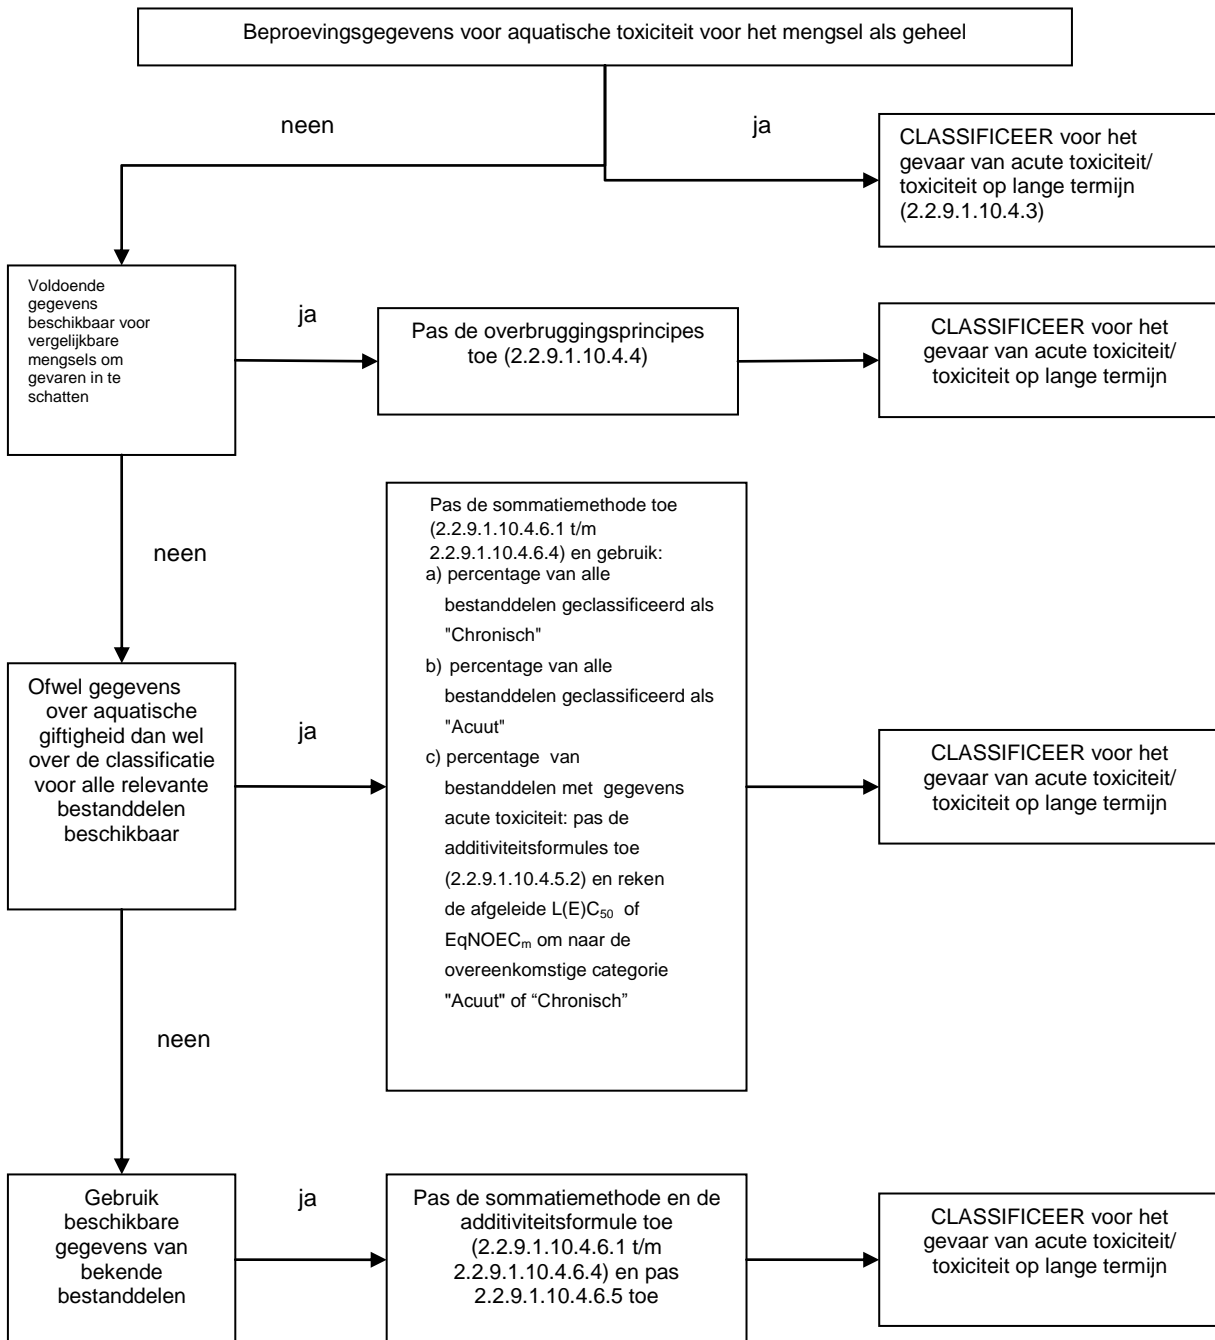 Beproevingsgegevens voor aquatische toxiciteit voor het mengsel als geheel
neen
ja
CLASSIFICEER voor het
gevaar van acute toxiciteit/
toxiciteit op lange termijn
(2.2.9.1.10.4.3)
Voldoende
gegevens
beschikbaar voor
vergelijkbare
mengsels om
gevaren in te
schatten
ja
Pas de overbruggingsprincipes
toe (2.2.9.1.10.4.4)
CLASSIFICEER voor het
gevaar van acute toxiciteit/
toxiciteit op lange termijn
neen
Pas de sommatiemethode toe
(2.2.9.1.10.4.6.1 t/m
2.2.9.1.10.4.6.4) en gebruik:
a) percentage van alle
bestanddelen geclassificeerd als
"Chronisch"
b) percentage van alle
bestanddelen geclassificeerd als
"Acuut"
c) percentage van
bestanddelen met gegevens
acute toxiciteit: pas de
additiviteitsformules toe
(2.2.9.1.10.4.5.2) en reken
de afgeleide L(E)C₅₀ of
EqNOECₘ om naar de
overeenkomstige categorie
"Acuut" of “Chronisch”
Ofwel gegevens
over aquatische
giftigheid dan wel
over de classificatie
voor alle relevante
bestanddelen
beschikbaar
ja
CLASSIFICEER voor het
gevaar van acute toxiciteit/
toxiciteit op lange termijn
neen
Gebruik
beschikbare
gegevens van
bekende
bestanddelen
ja
Pas de sommatiemethode en de
additiviteitsformule toe
(2.2.9.1.10.4.6.1 t/m
2.2.9.1.10.4.6.4) en pas
2.2.9.1.10.4.6.5 toe
CLASSIFICEER voor het
gevaar van acute toxiciteit/
toxiciteit op lange termijn